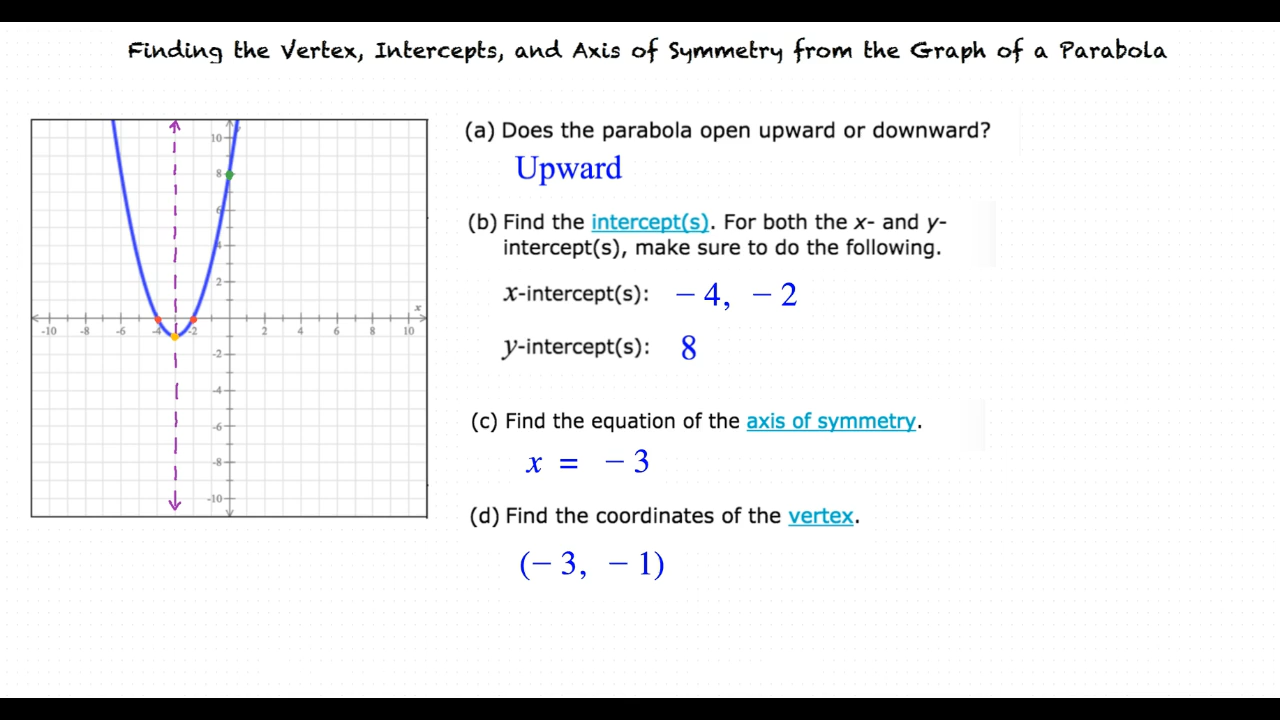 Finding the Vertex, Intercepts, and Axis of Symmetry from the Graph of a Parabola
(a) Does the parabola open upward or downward?
Upward
(b) Find the intercept(s). For both the x- and y-
intercept(s), make sure to do the following.
x-intercept(s): − 4, − 2
y-intercept(s): 8
(c) Find the equation of the axis of symmetry.
x = − 3
(d) Find the coordinates of the vertex.
(− 3, − 1)
y
10
8
6
4
2
x
-10 -8 -6 -4 -2 2 4 6 8 10
-2
-4
-6
-8
-10